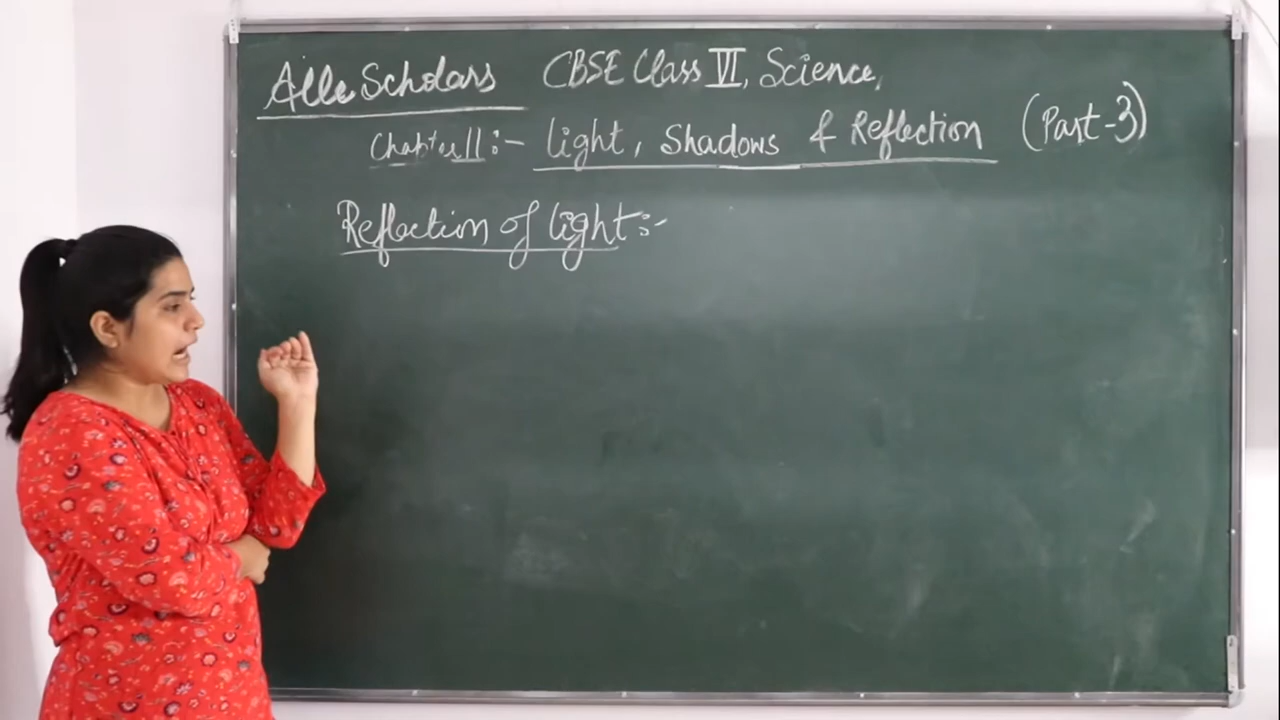 Alle Scholars CBSE Class VI, Science,
Chapter 11:- Light, Shadows & Reflection (Part-3)
Reflection of light:-